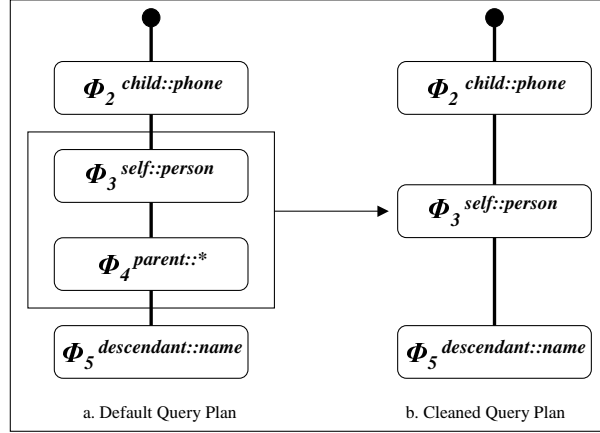 Φ2 child::phone
Φ3 self::person
Φ4 parent::*
Φ5 descendant::name
a. Default Query Plan
Φ2 child::phone
Φ3 self::person
Φ5 descendant::name
b. Cleaned Query Plan